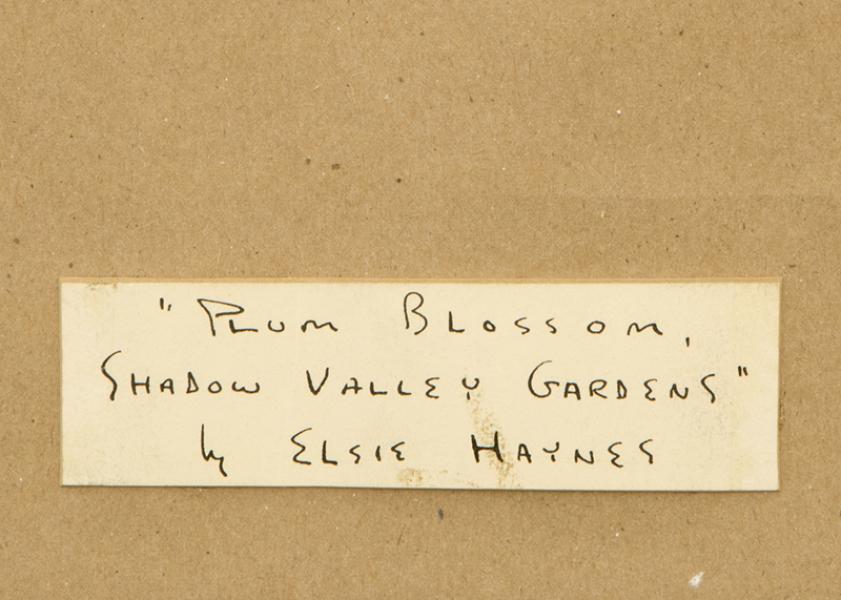 "Plum Blossom,
Shadow Valley Gardens"
by Elsie Haynes